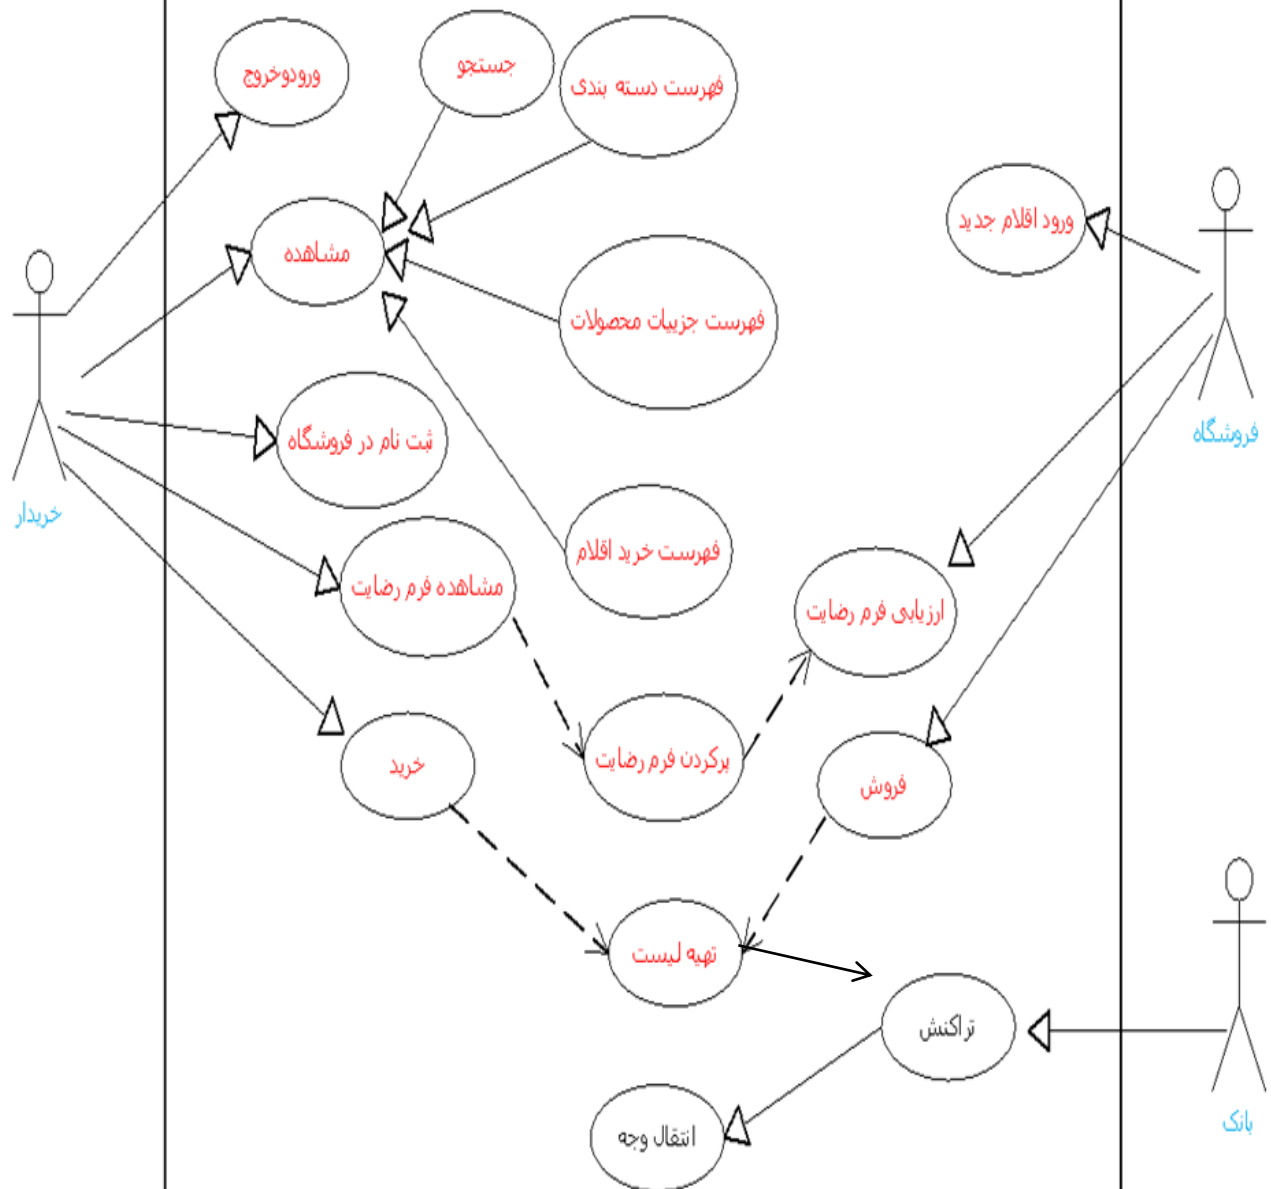 ورودوخروج
جستجو
فهرست دسته بندی
ورود اقلام جدید
مشاهده
فهرست جزییات محصولات
فروشگاه
ثبت نام در فروشگاه
خریدار
فهرست خرید اقلام
مشاهده فرم رضایت
ارزیابی فرم رضایت
پرکردن فرم رضایت
خرید
فروش
تهیه لیست
تراکنش
بانک
انتقال وجه